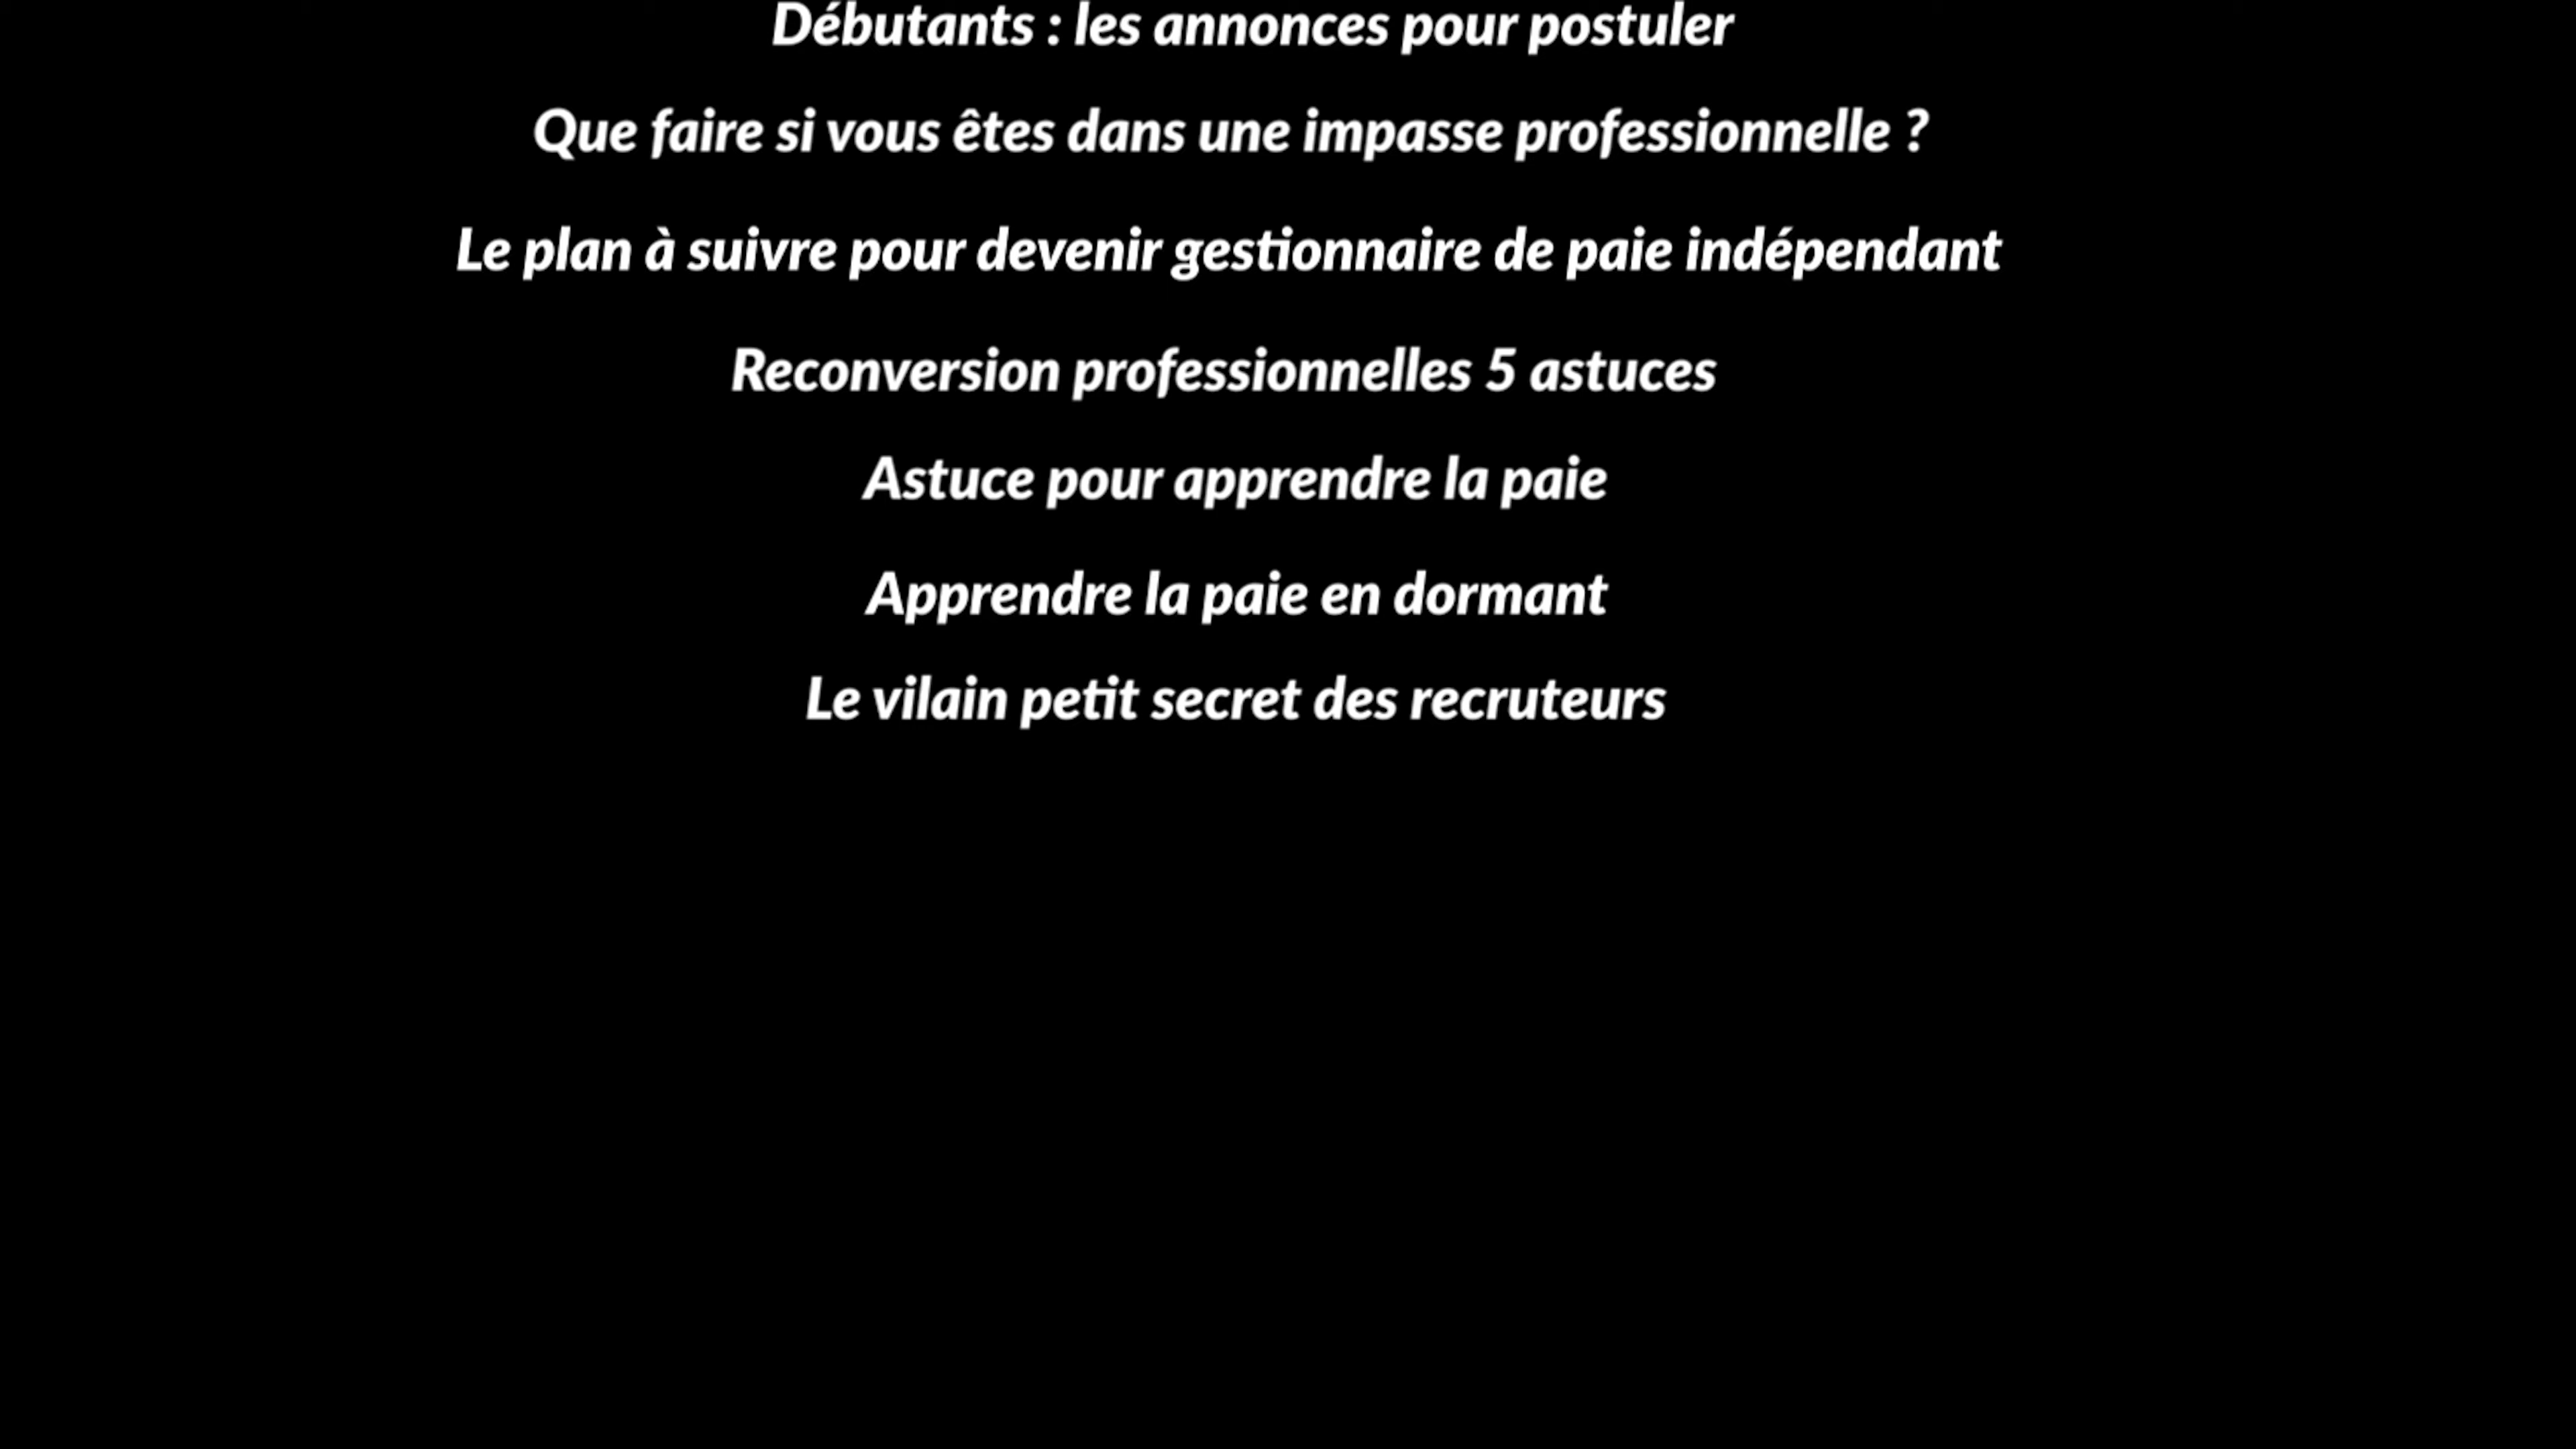 Débutants : les annonces pour postuler
Que faire si vous êtes dans une impasse professionnelle ?
Le plan à suivre pour devenir gestionnaire de paie indépendant
Reconversion professionnelles 5 astuces
Astuce pour apprendre la paie
Apprendre la paie en dormant
Le vilain petit secret des recruteurs